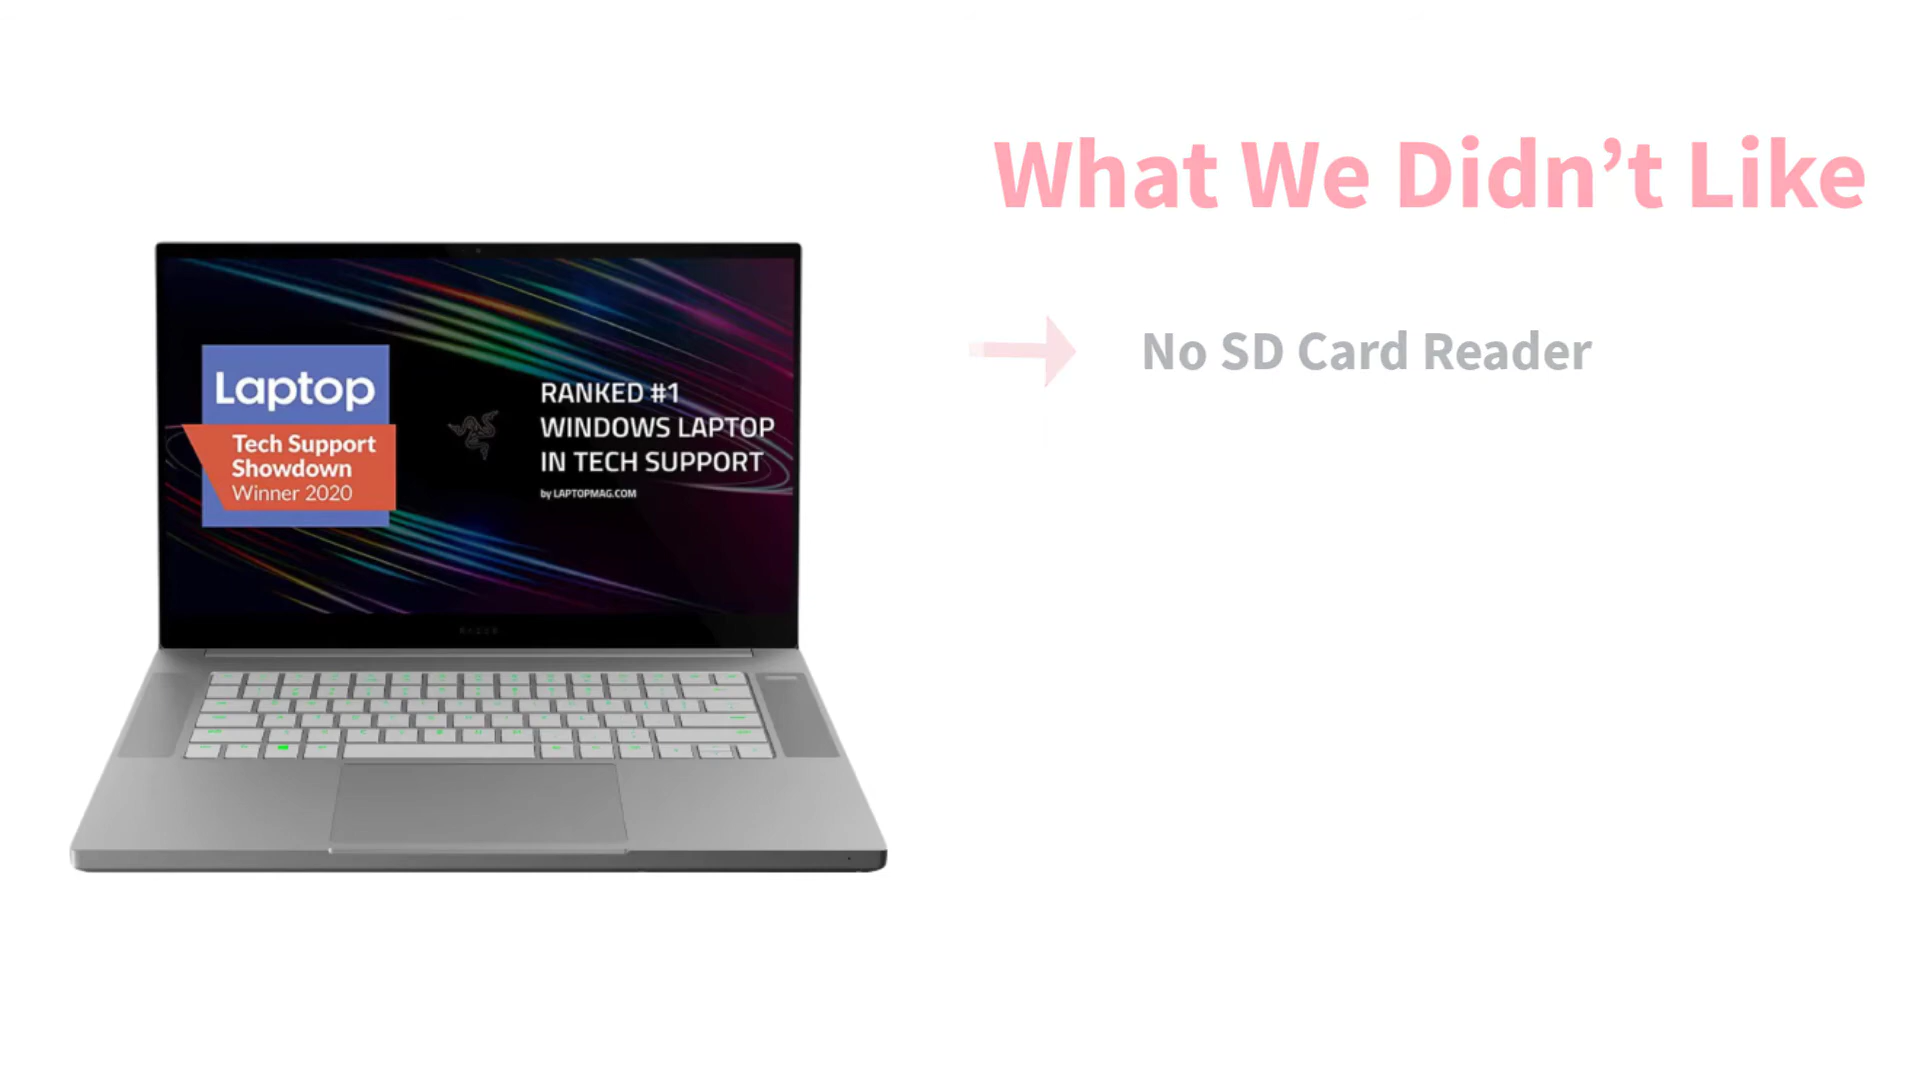 What We Didn’t Like
No SD Card Reader
Laptop
Tech Support
Showdown
Winner 2020
RANKED #1
WINDOWS LAPTOP
IN TECH SUPPORT
by LAPTOPMAG.COM